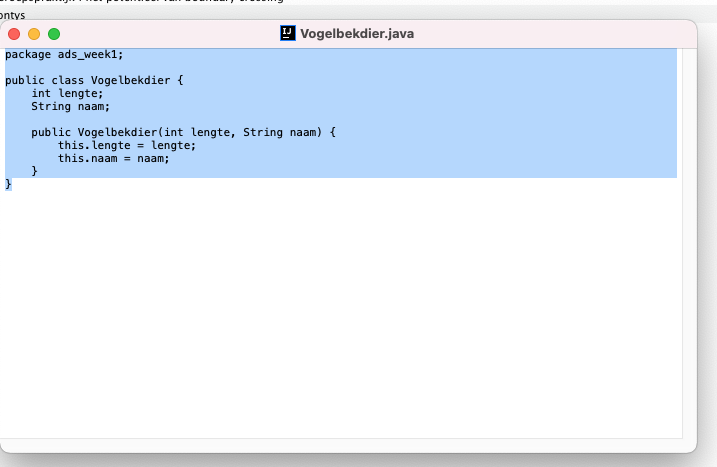 ontys
Vogelbekdier.java
package ads_week1;
public class Vogelbekdier {
    int lengte;
    String naam;
    public Vogelbekdier(int lengte, String naam) {
        this.lengte = lengte;
        this.naam = naam;
    }
}